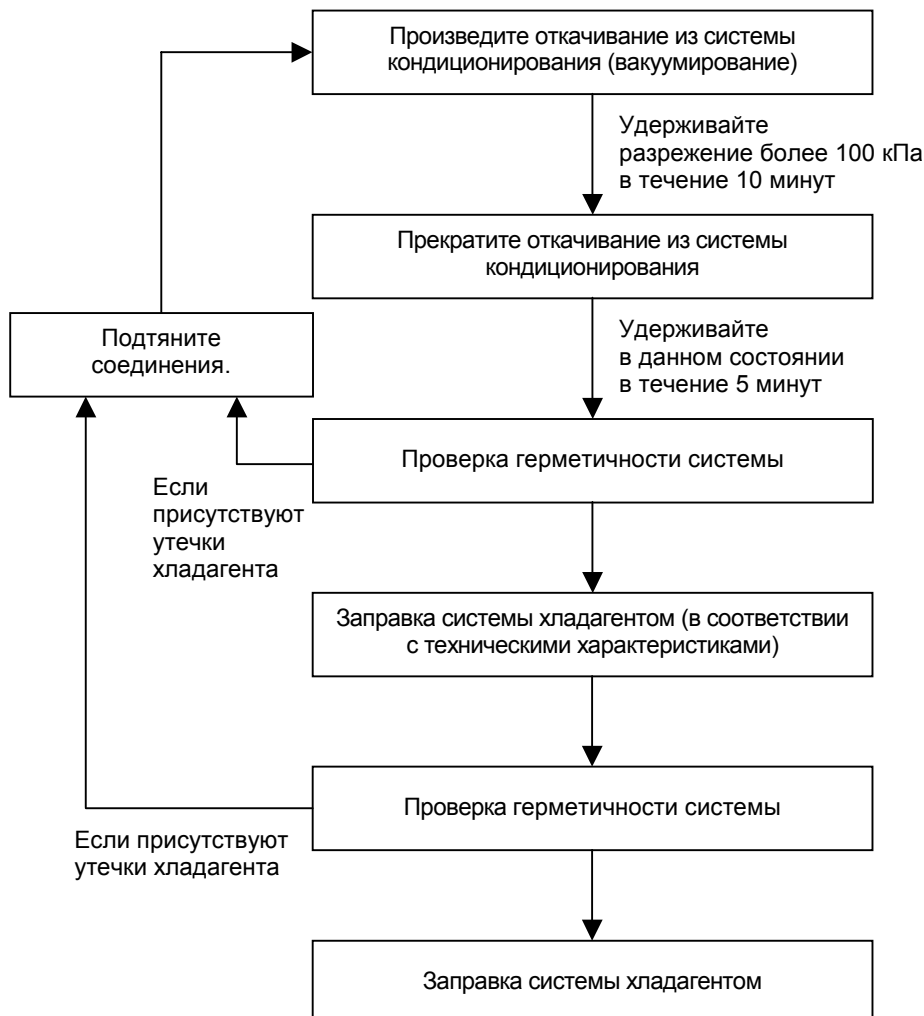 Произведите откачивание из системы
кондиционирования (вакуумирование)
Удерживайте
разрежение более 100 кПа
в течение 10 минут
Прекратите откачивание из системы
кондиционирования
Подтяните
соединения.
Удерживайте
в данном состоянии
в течение 5 минут
Проверка герметичности системы
Если
присутствуют
утечки
хладагента
Заправка системы хладагентом (в соответствии
с техническими характеристиками)
Проверка герметичности системы
Если присутствуют
утечки хладагента
Заправка системы хладагентом